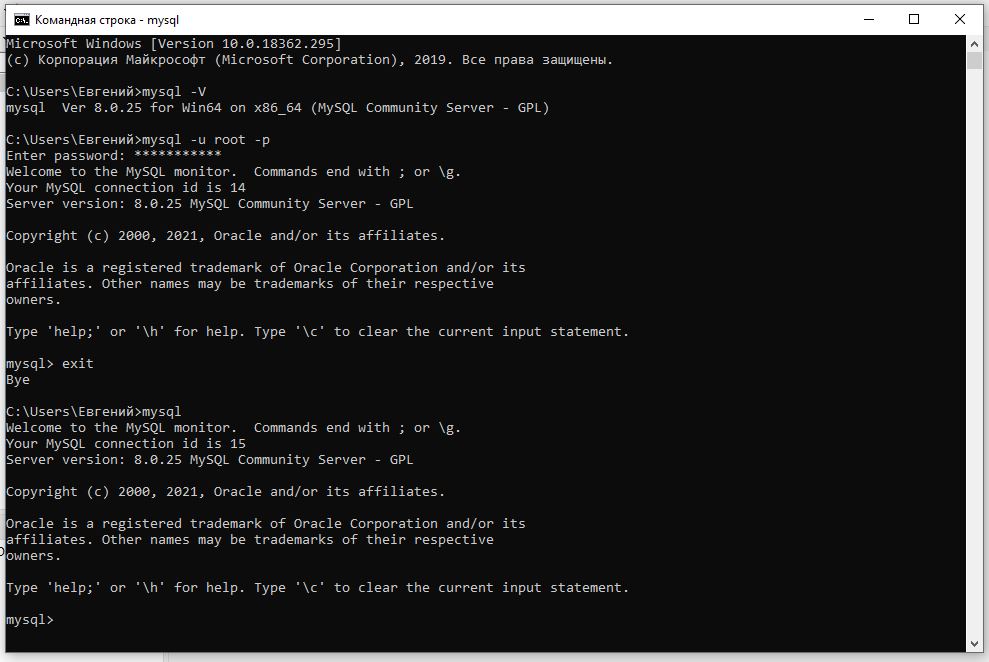 Командная строка - mysql
Microsoft Windows [Version 10.0.18362.295]
(c) Корпорация Майкрософт (Microsoft Corporation), 2019. Все права защищены.
C:\Users\Евгений>mysql -V
mysql  Ver 8.0.25 for Win64 on x86_64 (MySQL Community Server - GPL)
C:\Users\Евгений>mysql -u root -p
Enter password: ***********
Welcome to the MySQL monitor.  Commands end with ; or \g.
Your MySQL connection id is 14
Server version: 8.0.25 MySQL Community Server - GPL
Copyright (c) 2000, 2021, Oracle and/or its affiliates.
Oracle is a registered trademark of Oracle Corporation and/or its
affiliates. Other names may be trademarks of their respective
owners.
Type 'help;' or '\h' for help. Type '\c' to clear the current input statement.
mysql> exit
Bye
C:\Users\Евгений>mysql
Welcome to the MySQL monitor.  Commands end with ; or \g.
Your MySQL connection id is 15
Server version: 8.0.25 MySQL Community Server - GPL
Copyright (c) 2000, 2021, Oracle and/or its affiliates.
Oracle is a registered trademark of Oracle Corporation and/or its
affiliates. Other names may be trademarks of their respective
owners.
Type 'help;' or '\h' for help. Type '\c' to clear the current input statement.
mysql>